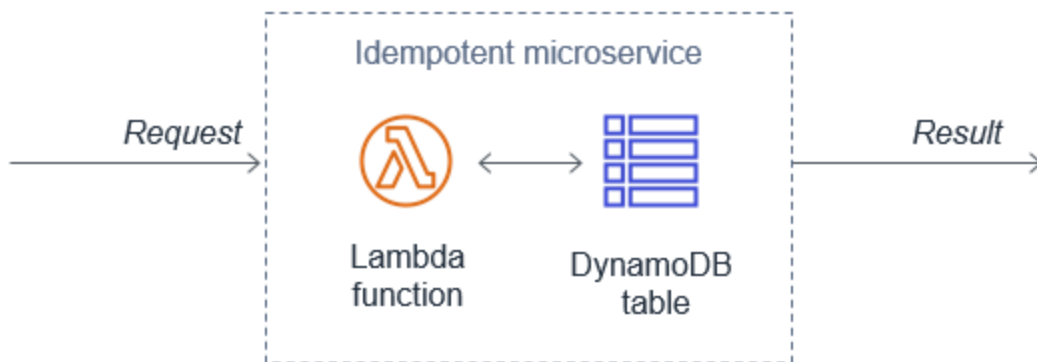 Idempotent microservice
Request
Result
Lambda
function
DynamoDB
table